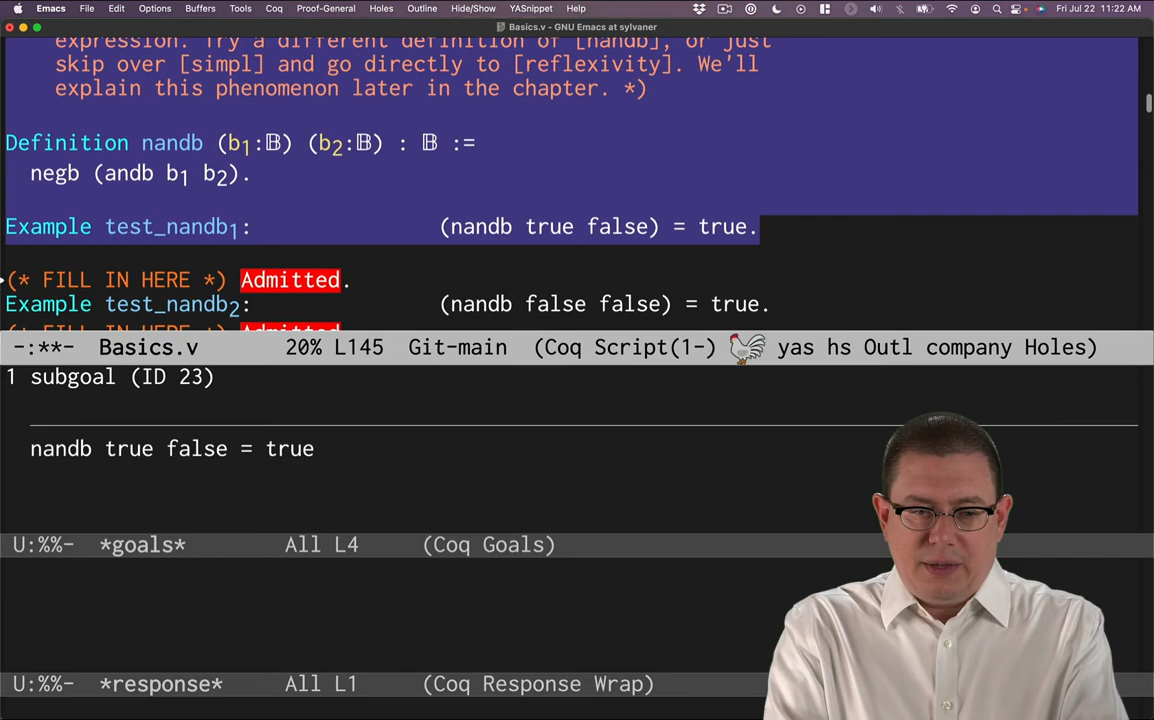 Emacs File Edit Options Buffers Tools Coq Proof-General Holes Outline Hide/Show YASnippet Help Fri Jul 22 11:22 AM
Basics.v - GNU Emacs at sylvaner
expression. Try a different definition of [nandb], or just
skip over [simpl] and go directly to [reflexivity]. We'll
explain this phenomenon later in the chapter. *)
Definition nandb (b₁:𝔹) (b₂:𝔹) : 𝔹 :=
negb (andb b₁ b₂).
Example test_nandb₁: (nandb true false) = true.
(* FILL IN HERE *) Admitted.
Example test_nandb₂: (nandb false false) = true.
(* FILL IN HERE *) Admitted
-:**- Basics.v 20% L145 Git-main (Coq Script(1-) yas hs Outl company Holes)
1 subgoal (ID 23)
nandb true false = true
U:%%- *goals* All L4 (Coq Goals)
U:%%- *response* All L1 (Coq Response Wrap)